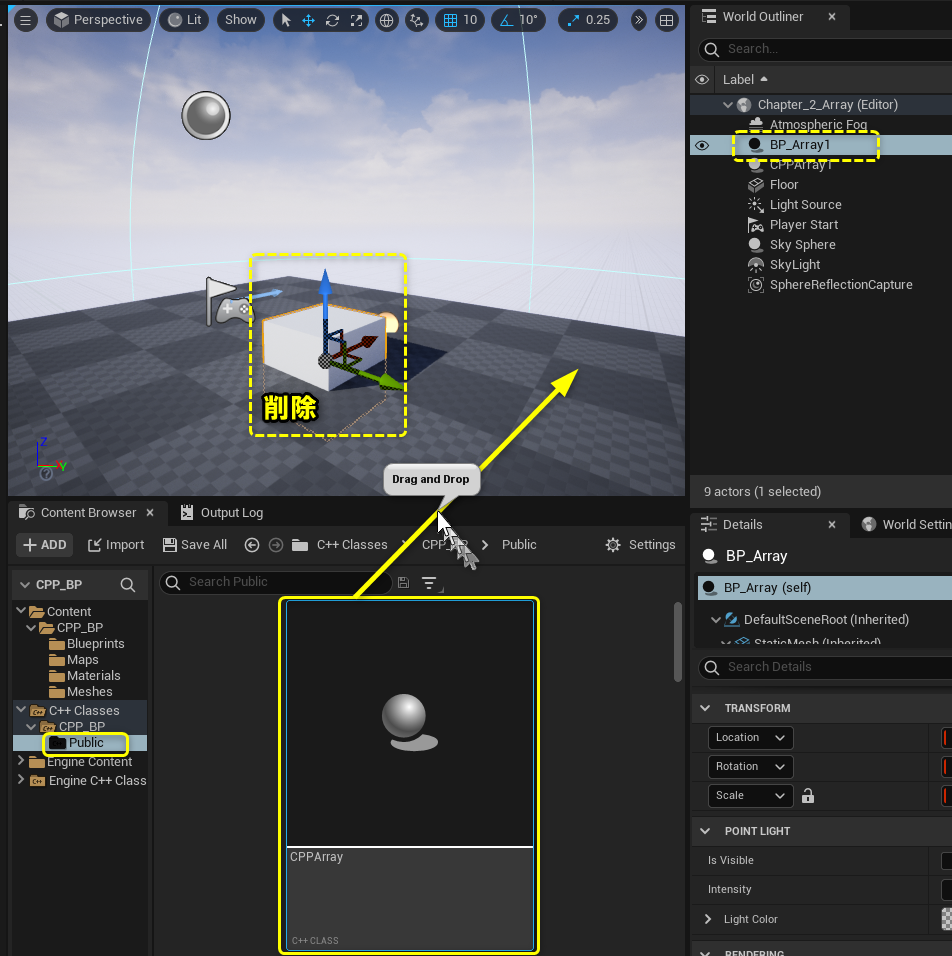 Perspective
Lit
Show
10
10°
0.25
World Outliner
Search...
Label
Chapter_2_Array (Editor)
Atmospheric Fog
BP_Array1
CPPArray1
Floor
Light Source
Player Start
Sky Sphere
SkyLight
SphereReflectionCapture
9 actors (1 selected)
削除
Z
Y
Drag and Drop
Content Browser
Output Log
ADD
Import
Save All
C++ Classes
Public
Settings
CPP_BP
Search Public
Content
CPP_BP
Blueprints
Maps
Materials
Meshes
C++ Classes
CPP_BP
Public
Engine Content
Engine C++ Class
CPPArray
C++ CLASS
Details
World Settin
BP_Array
BP_Array (self)
DefaultSceneRoot (Inherited)
StaticMesh (Inherited)
Search Details
TRANSFORM
Location
Rotation
Scale
POINT LIGHT
Is Visible
Intensity
Light Color
RENDERING